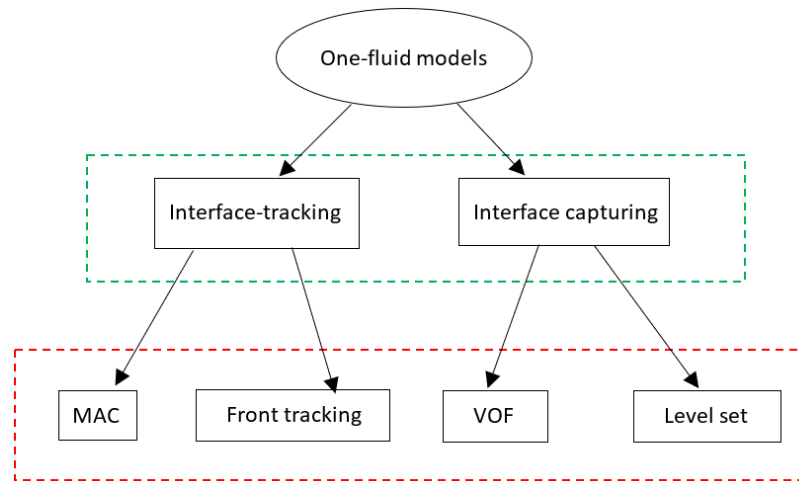 One-fluid models
Interface-tracking
Interface capturing
MAC
Front tracking
VOF
Level set